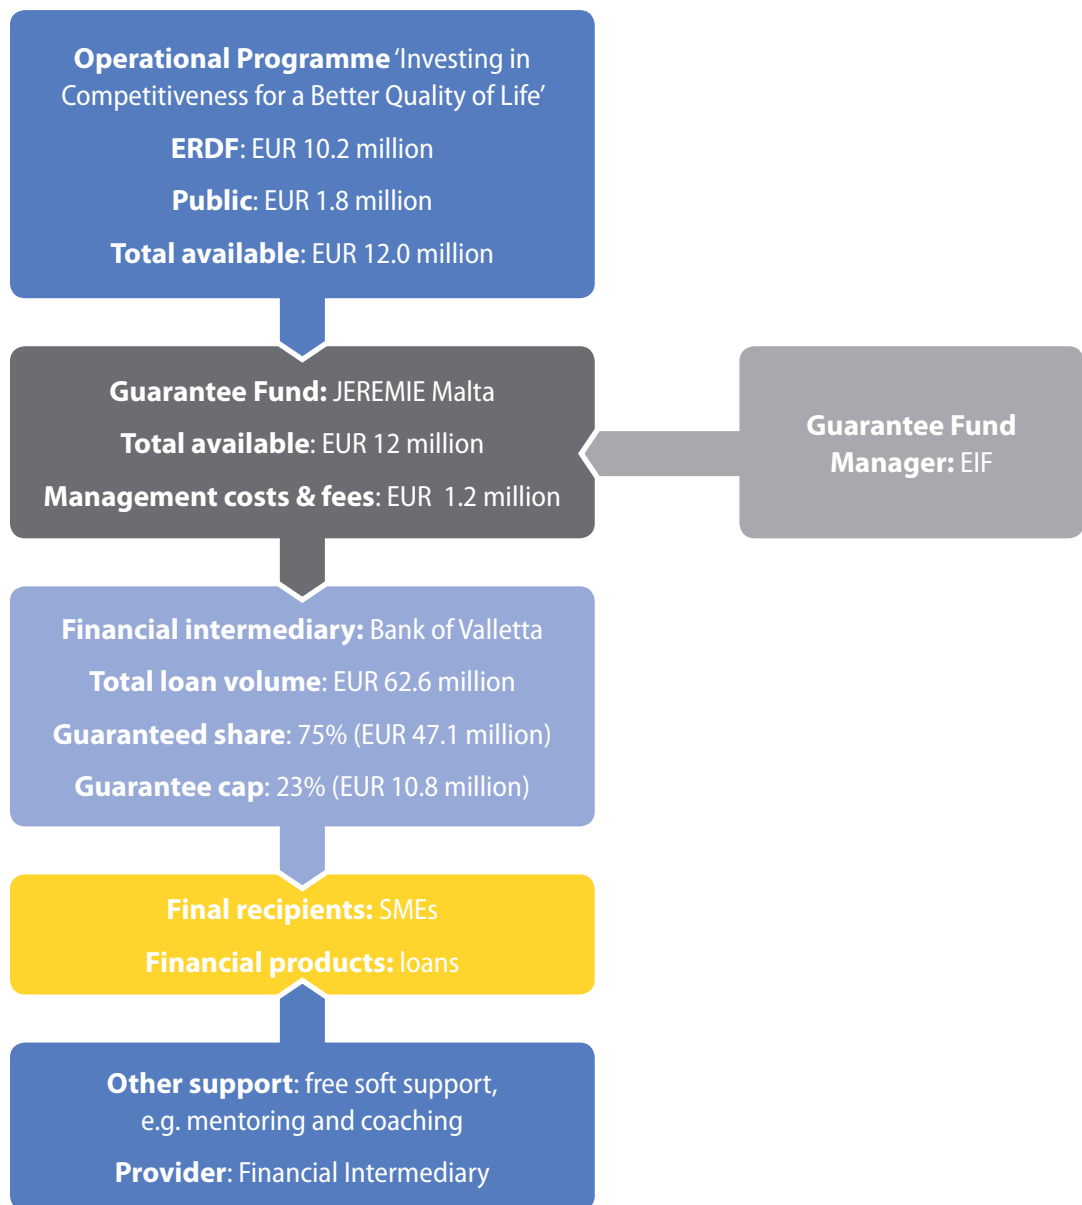 Operational Programme 'Investing in
Competitiveness for a Better Quality of Life'
ERDF: EUR 10.2 million
Public: EUR 1.8 million
Total available: EUR 12.0 million
Guarantee Fund: JEREMIE Malta
Total available: EUR 12 million
Management costs & fees: EUR 1.2 million
Guarantee Fund
Manager: EIF
Financial intermediary: Bank of Valletta
Total loan volume: EUR 62.6 million
Guaranteed share: 75% (EUR 47.1 million)
Guarantee cap: 23% (EUR 10.8 million)
Final recipients: SMEs
Financial products: loans
Other support: free soft support,
e.g. mentoring and coaching
Provider: Financial Intermediary